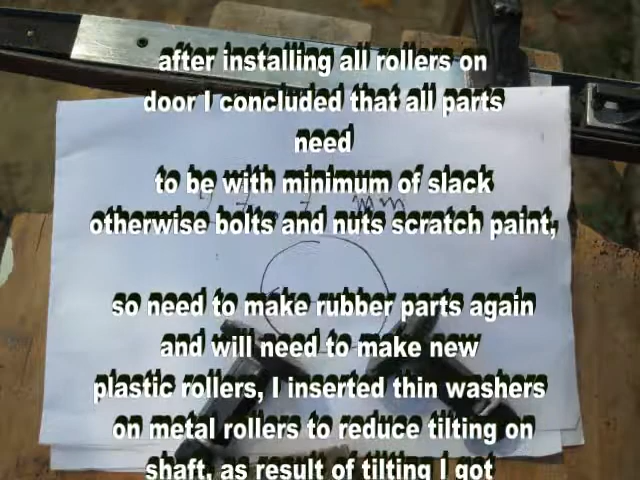 after installing all rollers on
door I concluded that all parts
need
to be with minimum of slack
mm
otherwise bolts and nuts scratch paint,
so need to make rubber parts again
and will need to make new
plastic rollers, I inserted thin washers
on metal rollers to reduce tilting on
shaft, as result of tilting I got